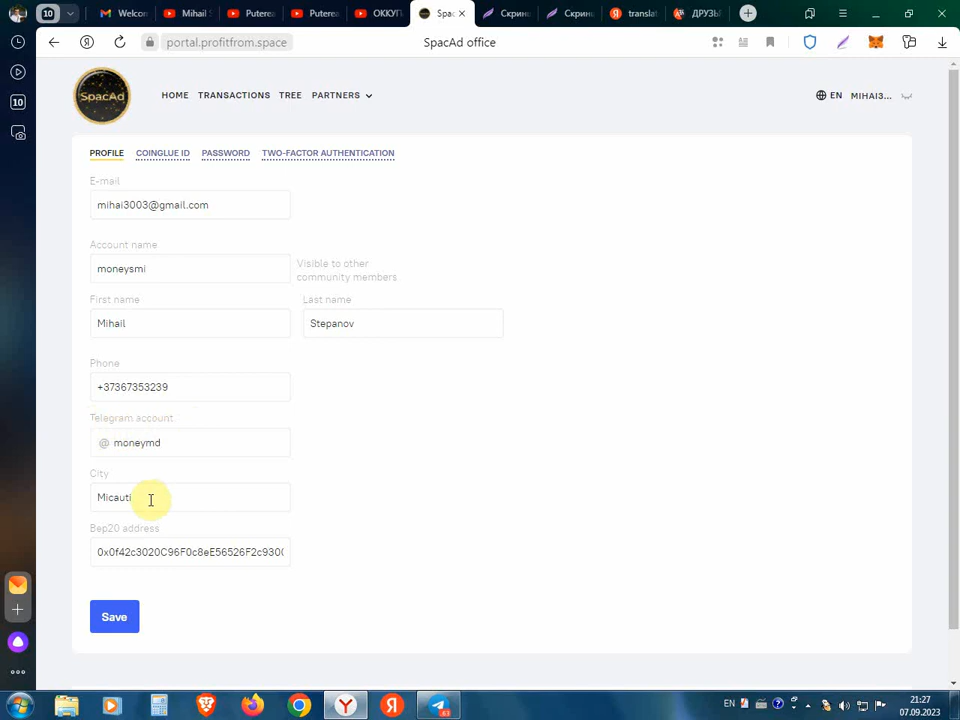 10
Welcon
Mihail S
Puterea
Puterea
ОККУП
Spac
Скрин
Скрин
translat
ДРУЗЬ
portal.profitfrom.space
SpacAd office
10
SpacAd
HOME
TRANSACTIONS
TREE
PARTNERS
EN
MIHAI3...
PROFILE
COINGLUE ID
PASSWORD
TWO-FACTOR AUTHENTICATION
E-mail
mihai3003@gmail.com
Account name
moneysmi
Visible to other
community members
First name
Last name
Mihail
Stepanov
Phone
+37367353239
Telegram account
@ moneymd
City
Micauti
Bep20 address
0x0f42c3020C96F0c8eE56526F2c930(
Save
EN
21:27
07.09.2023